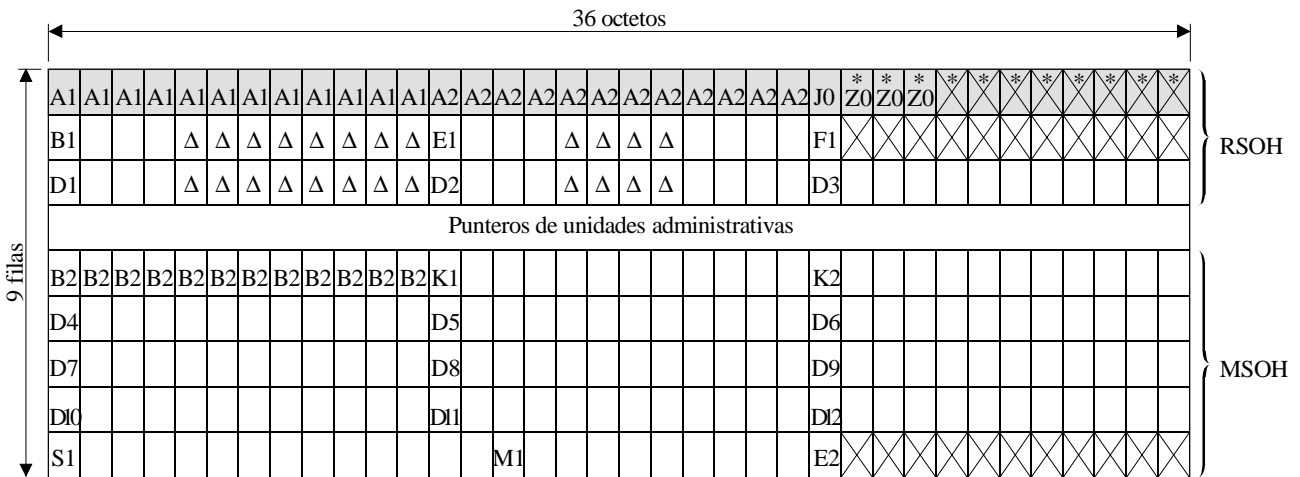 36 octetos
* * * * * * * * * * *
A1 A1 A1 A1 A1 A1 A1 A1 A1 A1 A1 A1 A2 A2 A2 A2 A2 A2 A2 A2 A2 A2 A2 A2 J0 Z0 Z0 Z0
B1 Δ Δ Δ Δ Δ Δ Δ Δ E1 Δ Δ Δ Δ F1
RSOH
D1 Δ Δ Δ Δ Δ Δ Δ Δ D2 Δ Δ Δ Δ D3
Punteros de unidades administrativas
9 filas
B2 B2 B2 B2 B2 B2 B2 B2 B2 B2 B2 B2 K1 K2
D4 D5 D6
D7 D8 D9
MSOH
D10 D11 D12
S1 M1 E2